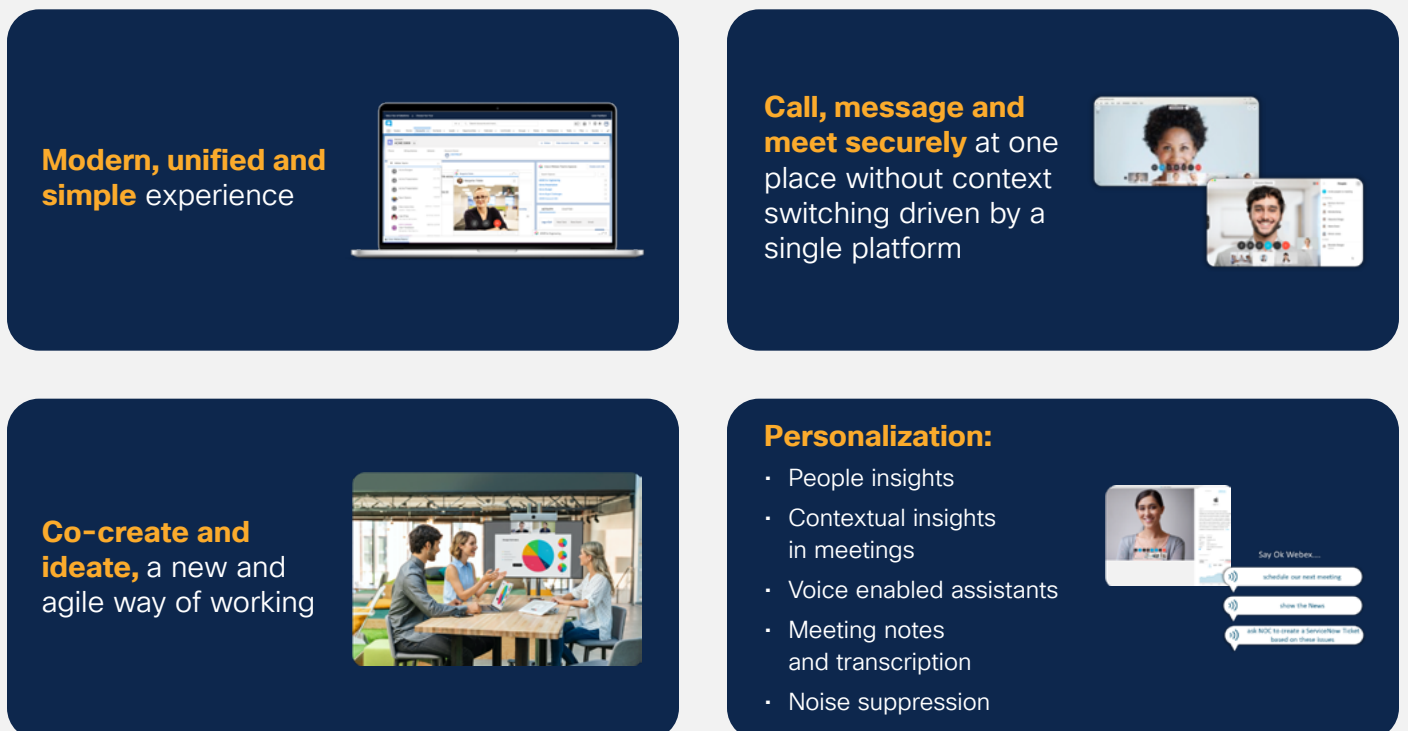 Modern, unified and
simple experience
Call, message and
meet securely at one
place without context
switching driven by a
single platform
Co-create and
ideate, a new and
agile way of working
Personalization:
· People insights
· Contextual insights
in meetings
· Voice enabled assistants
· Meeting notes
and transcription
· Noise suppression
Say Ok Webex....
schedule our next meeting
show the News
ask NOC to create a ServiceNow Ticket
based on these issues